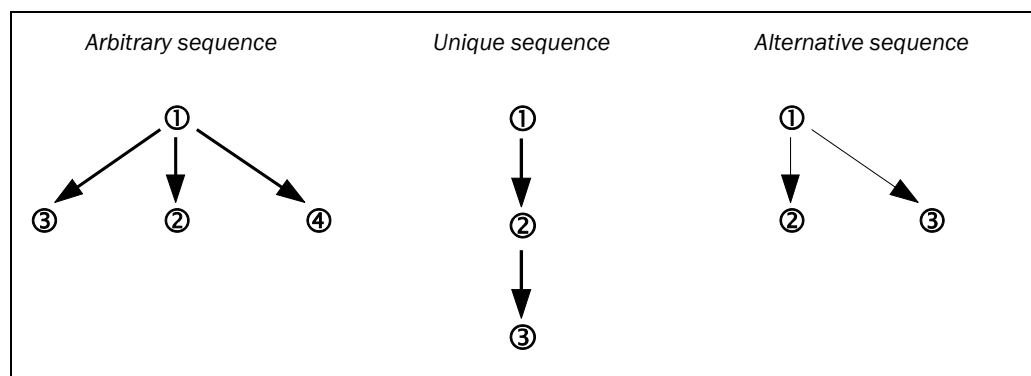 Arbitrary sequence
Unique sequence
Alternative sequence
① ① ①
③ ② ④ ② ② ③
③